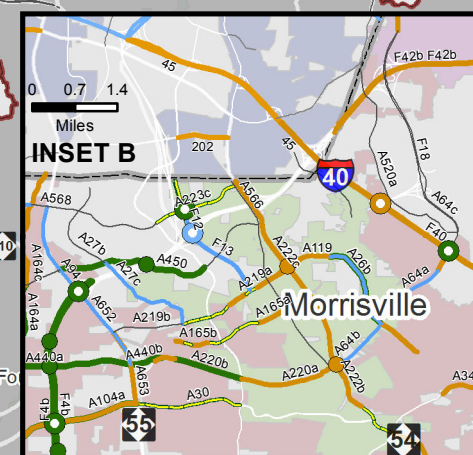 0 0.7 1.4
Miles
INSET B
45
202
45
40
F42b F42b
A520a
F18
A64c
F40
A568
A223c
F12
A566
F13
A222c
A119
A26b
A64a
10
A164c
A94
A27b
A27c
A450
A652
A219b
A219a
A165a
Morrisville
A164a
A165b
A440a
A440b
A220b
A220a
A64b
A222b
A34
A653
A30
A104a
F4b
F4b
55
54